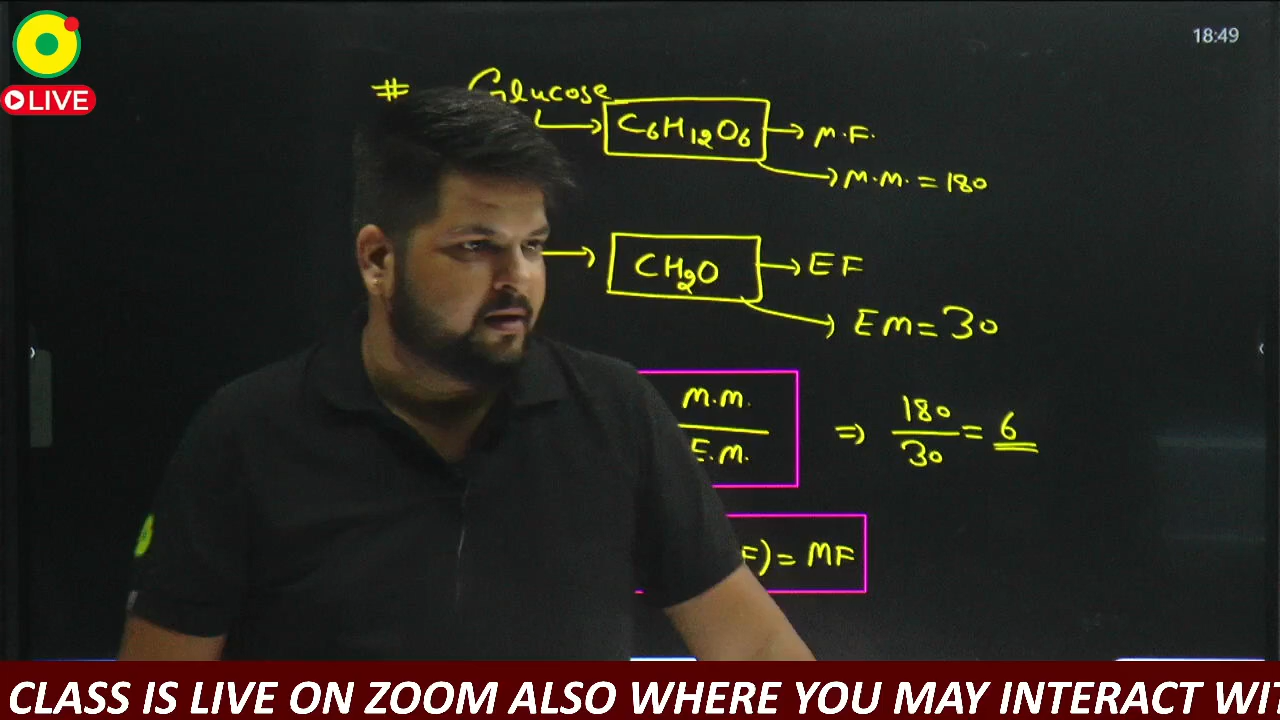 18:49
LIVE
# Glucose
C6H12O6 → M.F.
→ M.M. = 180
→ CH2O → EF
→ EM = 30
M.M.
E.M.
⇒ 180/30 = 6
F) = MF
CLASS IS LIVE ON ZOOM ALSO WHERE YOU MAY INTERACT WIT